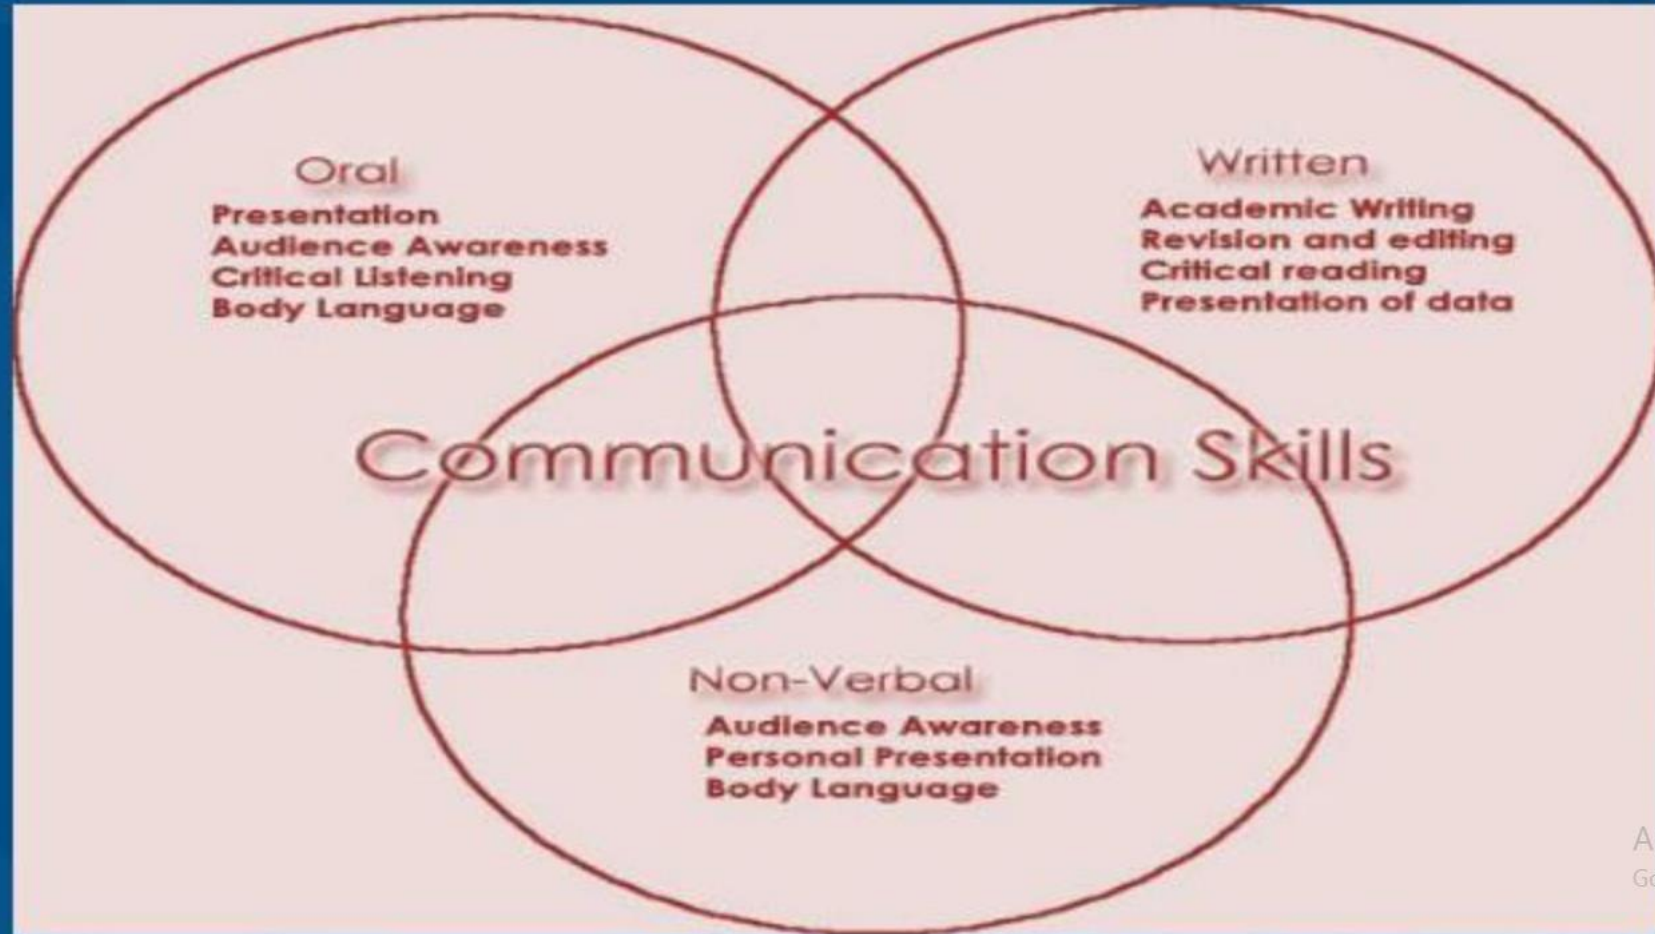 Oral
Presentation
Audience Awareness
Critical Listening
Body Language
Written
Academic Writing
Revision and editing
Critical reading
Presentation of data
Communication Skills
Non-Verbal
Audience Awareness
Personal Presentation
Body Language